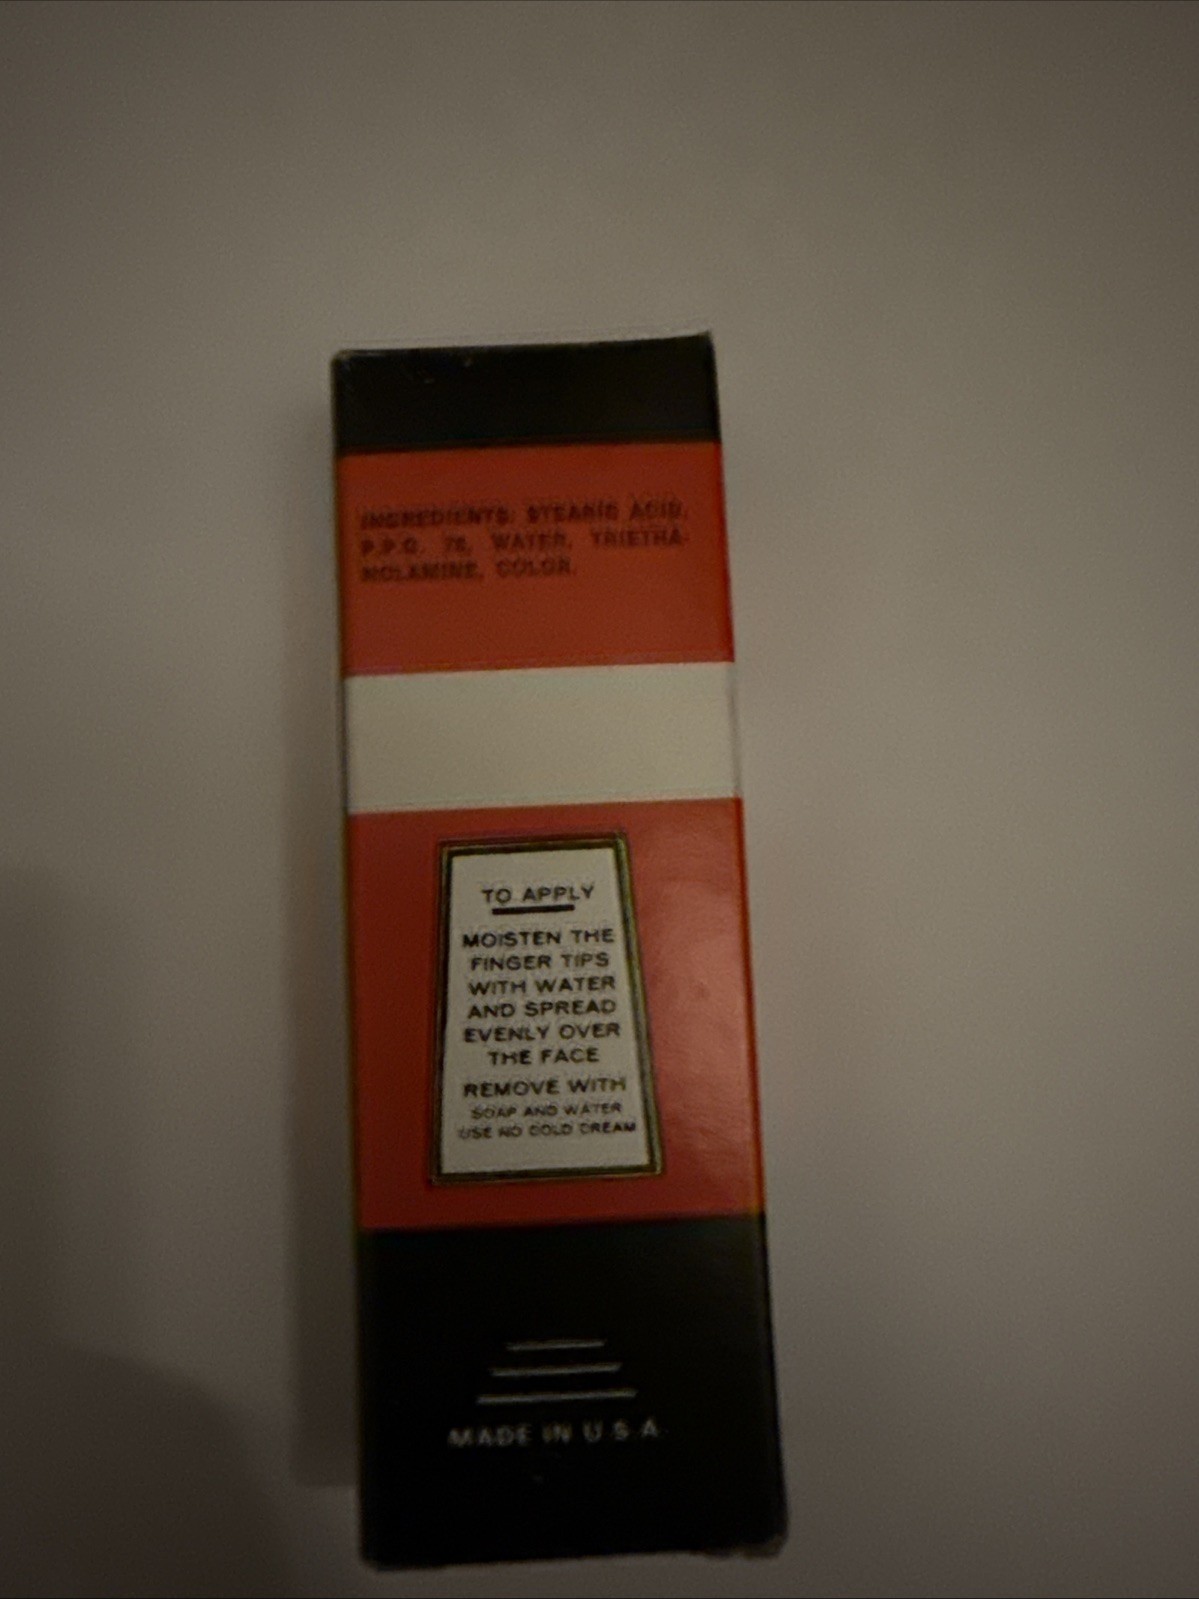 INGREDIENTS: STEARIC ACID,
P.P.G. 76, WATER, TRIETHA-
NOLAMINE, COLOR.
TO APPLY
MOISTEN THE
FINGER TIPS
WITH WATER
AND SPREAD
EVENLY OVER
THE FACE
REMOVE WITH
SOAP AND WATER
USE NO COLD CREAM
MADE IN U.S.A.